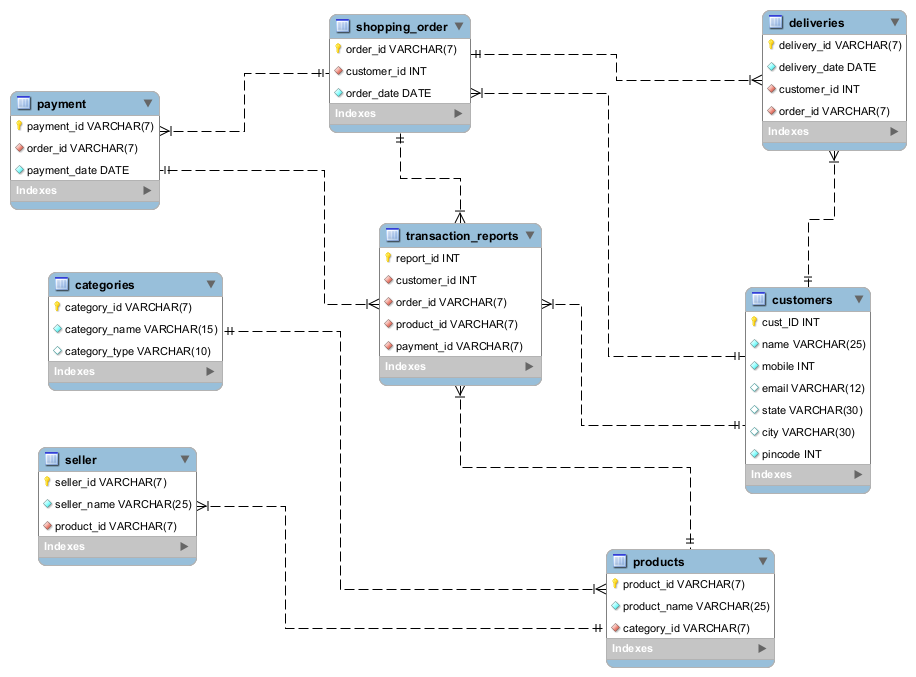 shopping_order
order_id VARCHAR(7)
customer_id INT
order_date DATE
Indexes
deliveries
delivery_id VARCHAR(7)
delivery_date DATE
customer_id INT
order_id VARCHAR(7)
Indexes
payment
payment_id VARCHAR(7)
order_id VARCHAR(7)
payment_date DATE
Indexes
transaction_reports
report_id INT
customer_id INT
order_id VARCHAR(7)
product_id VARCHAR(7)
payment_id VARCHAR(7)
Indexes
categories
category_id VARCHAR(7)
category_name VARCHAR(15)
category_type VARCHAR(10)
Indexes
customers
cust_ID INT
name VARCHAR(25)
mobile INT
email VARCHAR(12)
state VARCHAR(30)
city VARCHAR(30)
pincode INT
Indexes
seller
seller_id VARCHAR(7)
seller_name VARCHAR(25)
product_id VARCHAR(7)
Indexes
products
product_id VARCHAR(7)
product_name VARCHAR(25)
category_id VARCHAR(7)
Indexes